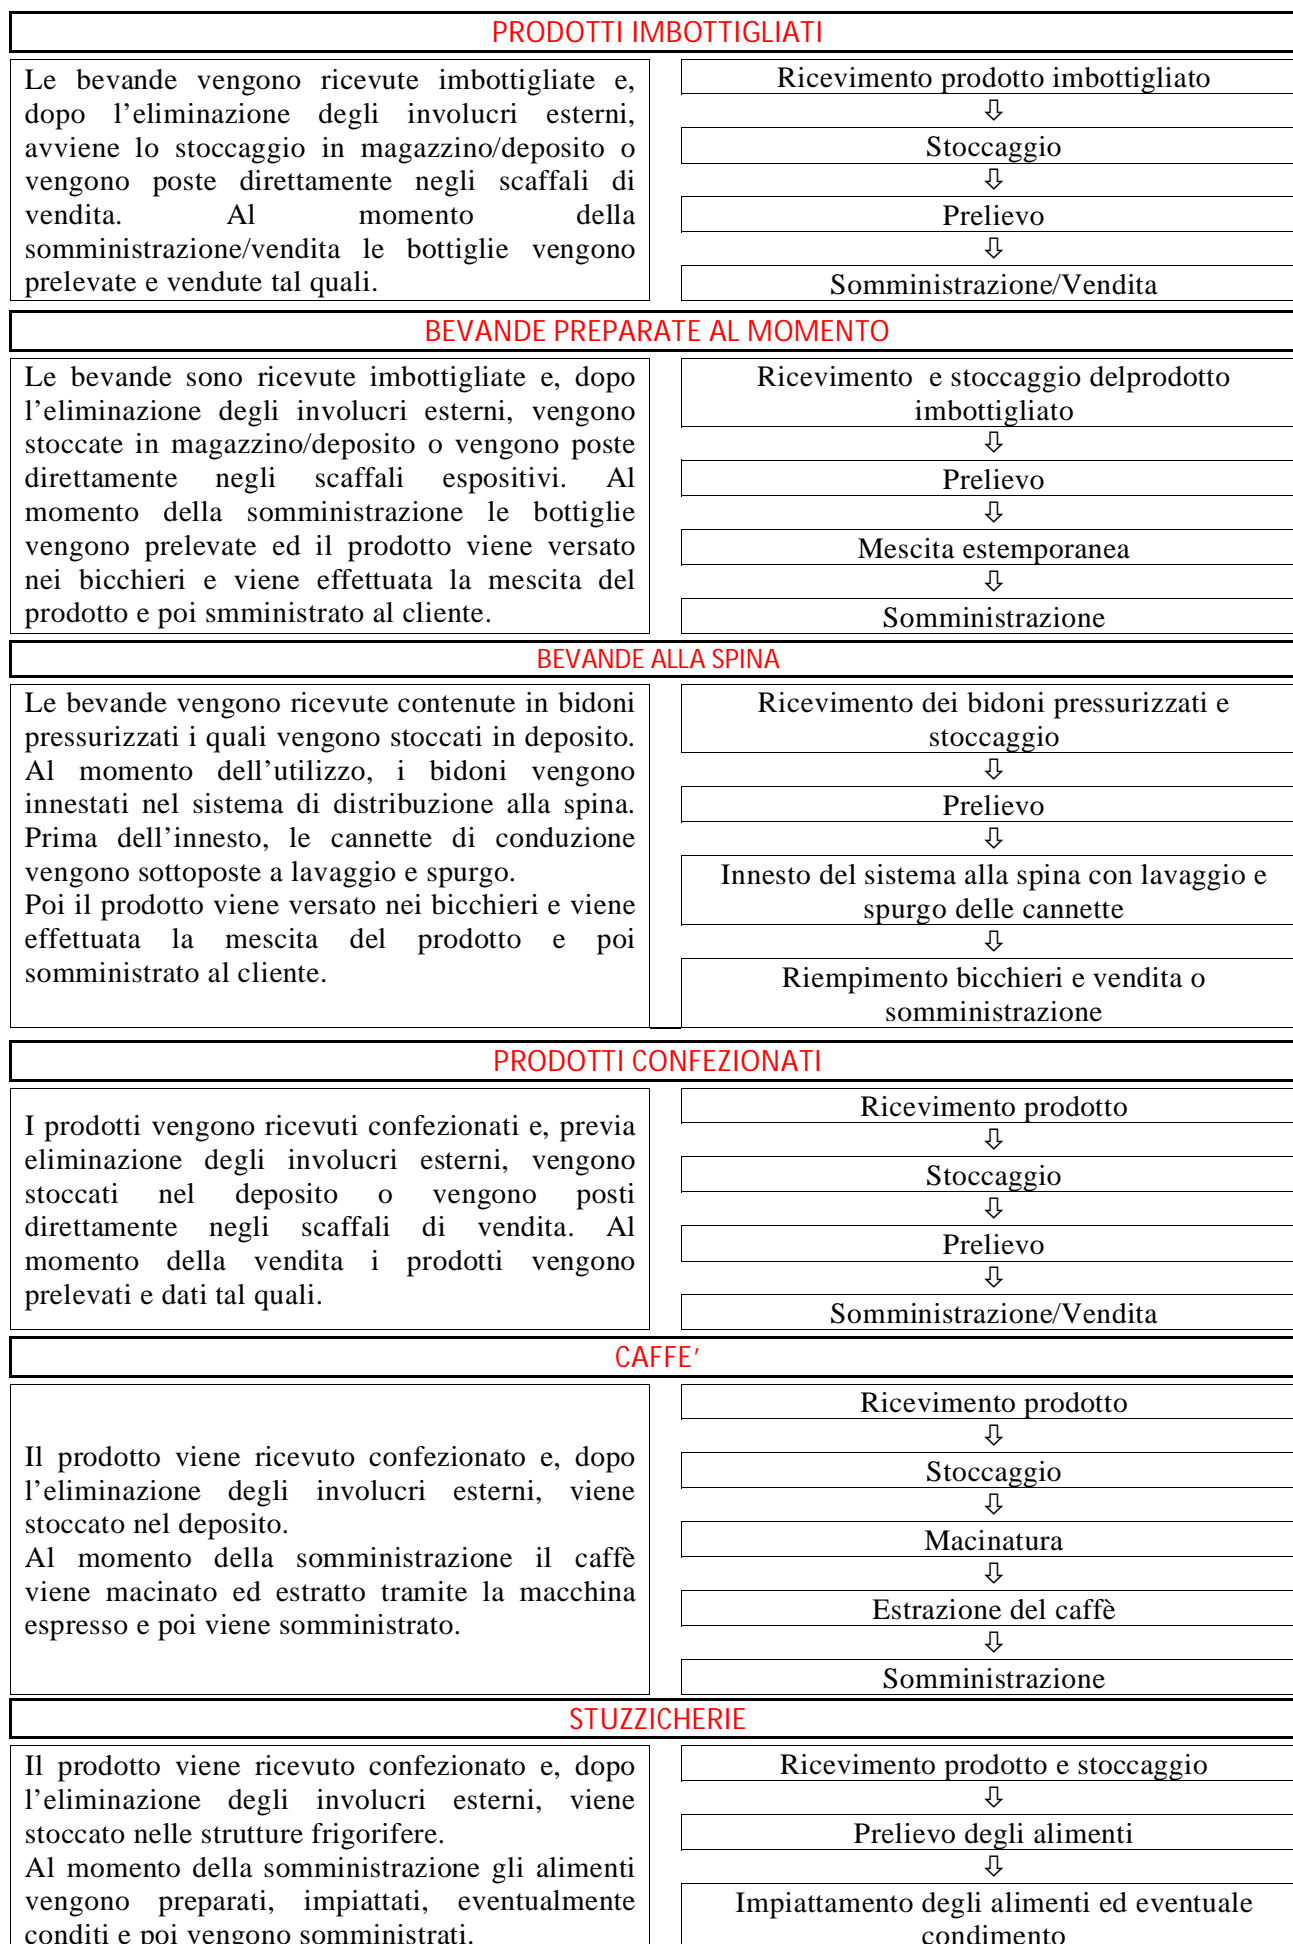 PRODOTTI IMBOTTIGLIATI
Le bevande vengono ricevute imbottigliate e,
dopo l’eliminazione degli involucri esterni,
avviene lo stoccaggio in magazzino/deposito o
vengono poste direttamente negli scaffali di
vendita. Al momento della
somministrazione/vendita le bottiglie vengono
prelevate e vendute tal quali.
Ricevimento prodotto imbottigliato
⇩
Stoccaggio
⇩
Prelievo
⇩
Somministrazione/Vendita
BEVANDE PREPARATE AL MOMENTO
Le bevande sono ricevute imbottigliate e, dopo
l’eliminazione degli involucri esterni, vengono
stoccate in magazzino/deposito o vengono poste
direttamente negli scaffali espositivi. Al
momento della somministrazione le bottiglie
vengono prelevate ed il prodotto viene versato
nei bicchieri e viene effettuata la mescita del
prodotto e poi smministrato al cliente.
Ricevimento e stoccaggio delprodotto
imbottigliato
⇩
Prelievo
⇩
Mescita estemporanea
⇩
Somministrazione
BEVANDE ALLA SPINA
Le bevande vengono ricevute contenute in bidoni
pressurizzati i quali vengono stoccati in deposito.
Al momento dell’utilizzo, i bidoni vengono
innestati nel sistema di distribuzione alla spina.
Prima dell’innesto, le cannette di conduzione
vengono sottoposte a lavaggio e spurgo.
Poi il prodotto viene versato nei bicchieri e viene
effettuata la mescita del prodotto e poi
somministrato al cliente.
Ricevimento dei bidoni pressurizzati e
stoccaggio
⇩
Prelievo
⇩
Innesto del sistema alla spina con lavaggio e
spurgo delle cannette
⇩
Riempimento bicchieri e vendita o
somministrazione
PRODOTTI CONFEZIONATI
I prodotti vengono ricevuti confezionati e, previa
eliminazione degli involucri esterni, vengono
stoccati nel deposito o vengono posti
direttamente negli scaffali di vendita. Al
momento della vendita i prodotti vengono
prelevati e dati tal quali.
Ricevimento prodotto
⇩
Stoccaggio
⇩
Prelievo
⇩
Somministrazione/Vendita
CAFFE’
Il prodotto viene ricevuto confezionato e, dopo
l’eliminazione degli involucri esterni, viene
stoccato nel deposito.
Al momento della somministrazione il caffè
viene macinato ed estratto tramite la macchina
espresso e poi viene somministrato.
Ricevimento prodotto
⇩
Stoccaggio
⇩
Macinatura
⇩
Estrazione del caffè
⇩
Somministrazione
STUZZICHERIE
Il prodotto viene ricevuto confezionato e, dopo
l’eliminazione degli involucri esterni, viene
stoccato nelle strutture frigorifere.
Al momento della somministrazione gli alimenti
vengono preparati, impiattati, eventualmente
conditi e poi vengono somministrati.
Ricevimento prodotto e stoccaggio
⇩
Prelievo degli alimenti
⇩
Impiattamento degli alimenti ed eventuale
condimento